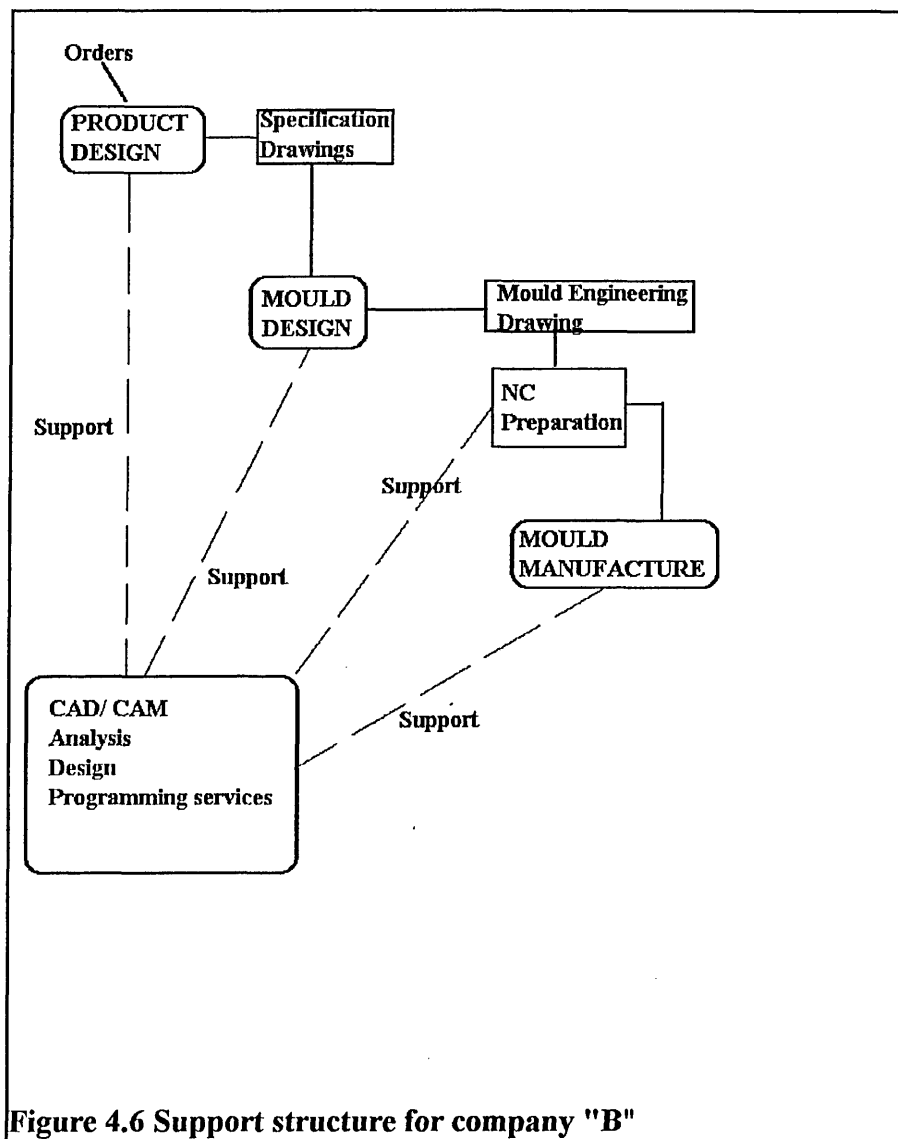 Orders
PRODUCT
DESIGN
Specification
Drawings
MOULD
DESIGN
Mould Engineering
Drawing
NC
Preparation
Support
Support
Support
MOULD
MANUFACTURE
CAD/ CAM
Analysis
Design
Programming services
Support
Figure 4.6 Support structure for company "B"